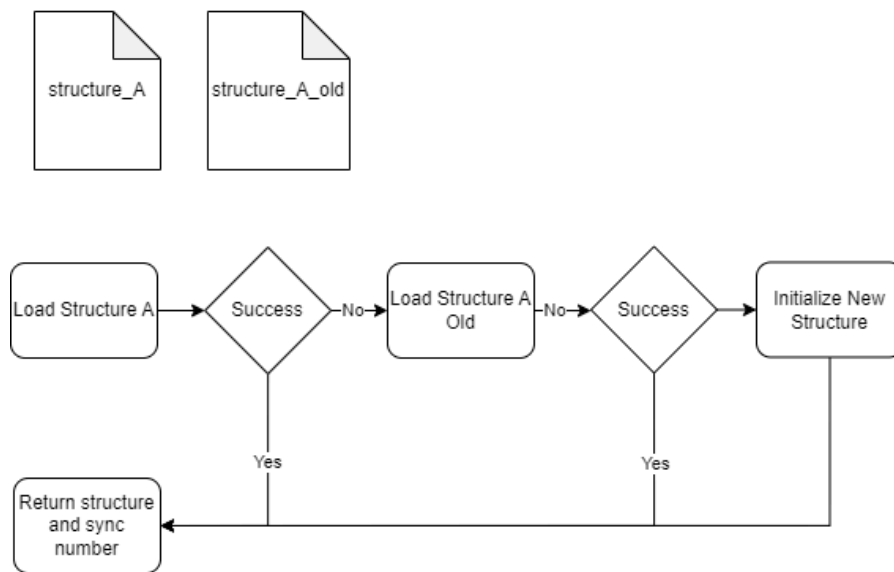 structure_A
structure_A_old
Load Structure A
Success
No
Load Structure A
Old
No
Success
Initialize New
Structure
Yes
Yes
Return structure
and sync
number